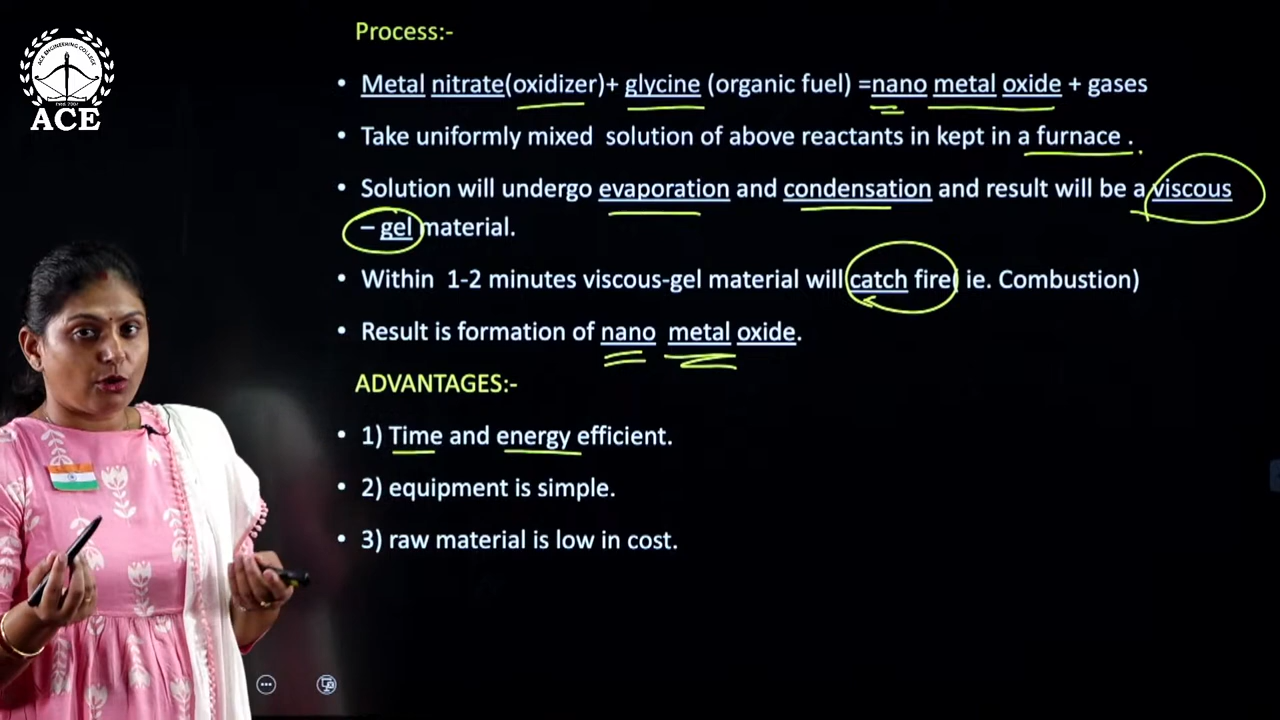 ACE ENGINEERING COLLEGE
ACE
Process:-
• Metal nitrate(oxidizer)+ glycine (organic fuel) =nano metal oxide + gases
• Take uniformly mixed solution of above reactants in kept in a furnace .
• Solution will undergo evaporation and condensation and result will be a viscous
– gel material.
• Within 1-2 minutes viscous-gel material will catch fire( ie. Combustion)
• Result is formation of nano metal oxide.
ADVANTAGES:-
• 1) Time and energy efficient.
• 2) equipment is simple.
• 3) raw material is low in cost.